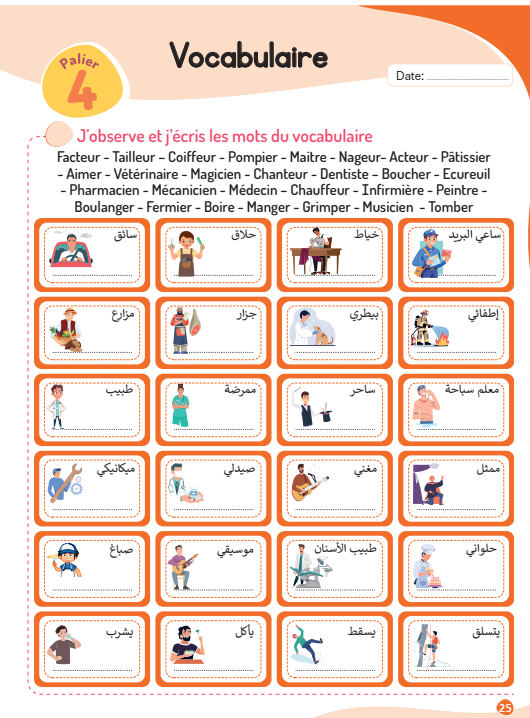 Palier
4
Vocabulaire
Date:
J'observe et j'écris les mots du vocabulaire
Facteur - Tailleur – Coiffeur - Pompier - Maitre - Nageur- Acteur - Pâtissier
- Aimer - Vétérinaire - Magicien - Chanteur - Dentiste – Boucher - Ecureuil
- Pharmacien - Mécanicien - Médecin - Chauffeur - Infirmière - Peintre -
Boulanger - Fermier - Boire - Manger - Grimper - Musicien - Tomber
سائق
حلاق
خياط
ساعي البريد
مزارع
جزار
بيطري
إطفائي
طبيب
ممرضة
ساحر
معلم سباحة
ميكانيكي
صيدلي
مغني
ممثل
صباغ
موسيقي
طبيب الأسنان
حلواني
يشرب
يأكل
يسقط
يتسلق
25